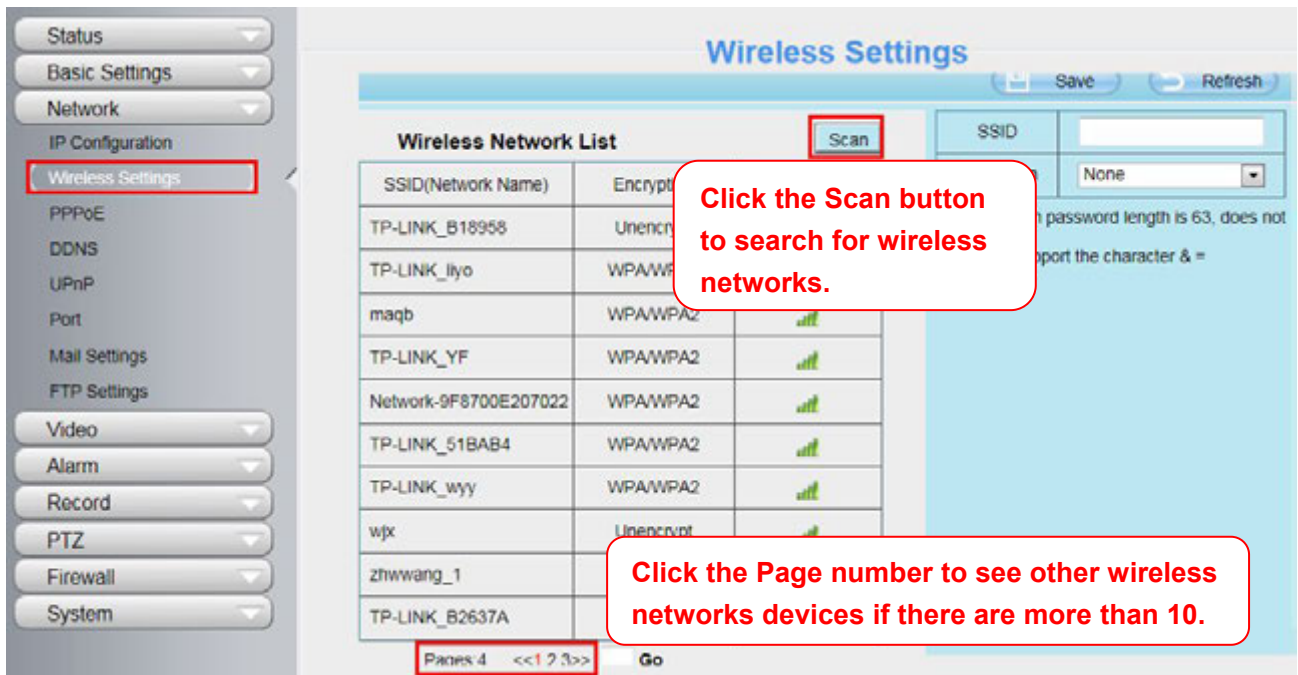 Status
Basic Settings
Network
IP Configuration
Wireless Settings
PPPoE
DDNS
UPnP
Port
Mail Settings
FTP Settings
Video
Alarm
Record
PTZ
Firewall
System
Wireless Settings
Save Refresh
Wireless Network List Scan
SSID(Network Name)
TP-LINK_B18958
TP-LINK_liyo
maqb WPA/WPA2
TP-LINK_YF WPA/WPA2
Network-9F8700E207022 WPA/WPA2
TP-LINK_51BAB4 WPA/WPA2
TP-LINK_wyy WPA/WPA2
wjx Unencrypt
zhwwang_1
TP-LINK_B2637A
Pages:4 <<1 2 3>> Go
SSID
None
password length is 63, does not
the character & =
Click the Scan button
to search for wireless
networks.
Click the Page number to see other wireless
networks devices if there are more than 10.